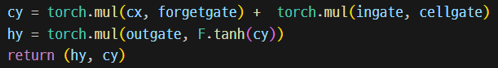 cy = torch.mul(cx, forgetgate) +  torch.mul(ingate, cellgate)
hy = torch.mul(outgate, F.tanh(cy))
return (hy, cy)